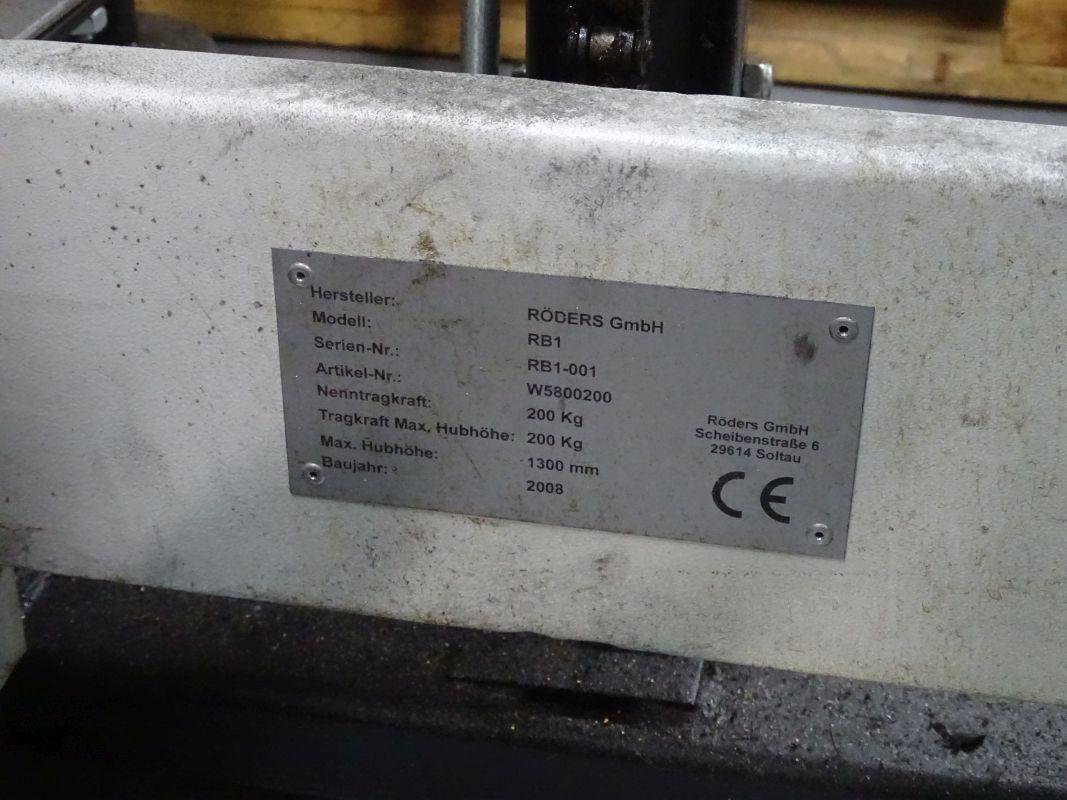 Hersteller: RÖDERS GmbH
Modell: RB1
Serien-Nr.: RB1-001
Artikel-Nr.: W5800200
Nenntragkraft: 200 Kg
Tragkraft Max. Hubhöhe: 200 Kg
Max. Hubhöhe: 1300 mm
Baujahr: 2008
Röders GmbH
Scheibenstraße 6
29614 Soltau
CE